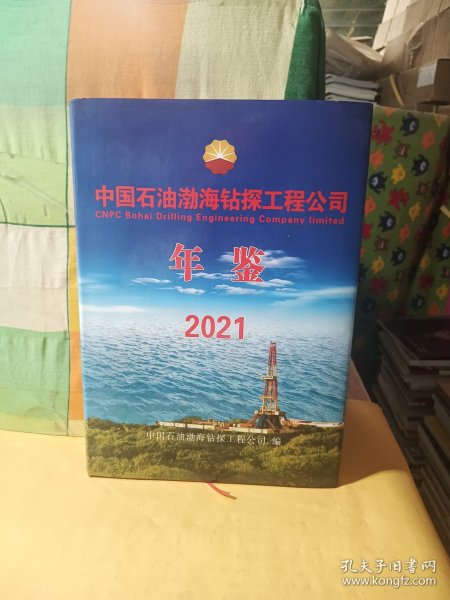 中国石油渤海钻探工程公司
CNPC Bohai Drilling Engineering Company limited
年鉴
2021
中国石油渤海钻探工程公司 编
孔夫子旧书网
www.kongfz.com